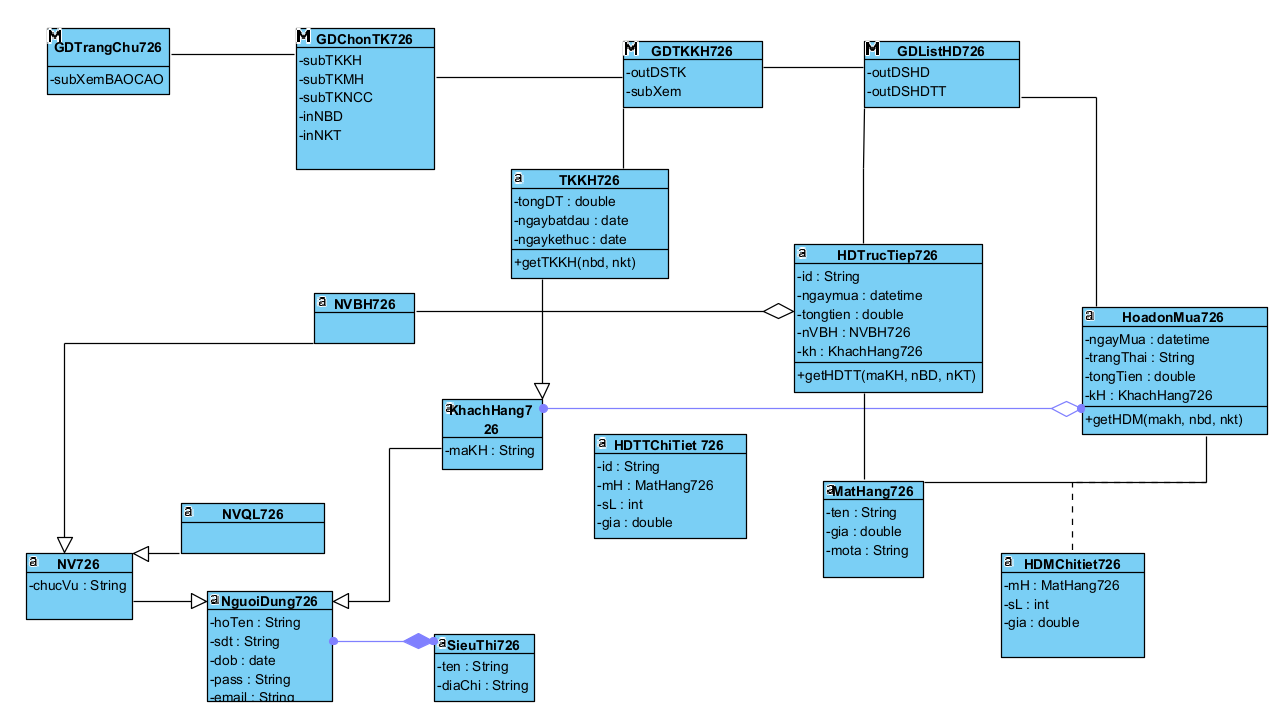 GDTrangChu726
-subXemBAOCAO
GDChonTK726
-subTKKH
-subTKMH
-subTKNCC
-inNBD
-inNKT
GDTKKH726
-outDSTK
-subXem
GDListHD726
-outDSHD
-outDSHDTT
TKKH726
-tongDT : double
-ngaybatdau : date
-ngaykethuc : date
+getTKKH(nbd, nkt)
HDTrucTiep726
-id : String
-ngaymua : datetime
-tongtien : double
-nVBH : NVBH726
-kh : KhachHang726
+getHDTT(maKH, nBD, nKT)
NVBH726
HoadonMua726
-ngayMua : datetime
-trangThai : String
-tongTien : double
-kH : KhachHang726
+getHDM(makh, nbd, nkt)
KhachHang7
26
-maKH : String
HDTTChiTiet 726
-id : String
-mH : MatHang726
-sL : int
-gia : double
MatHang726
-ten : String
-gia : double
-mota : String
NVQL726
NV726
-chucVu : String
HDMChitiet726
-mH : MatHang726
-sL : int
-gia : double
NguoiDung726
-hoTen : String
-sdt : String
-dob : date
-pass : String
-email : String
SieuThi726
-ten : String
-diaChi : String